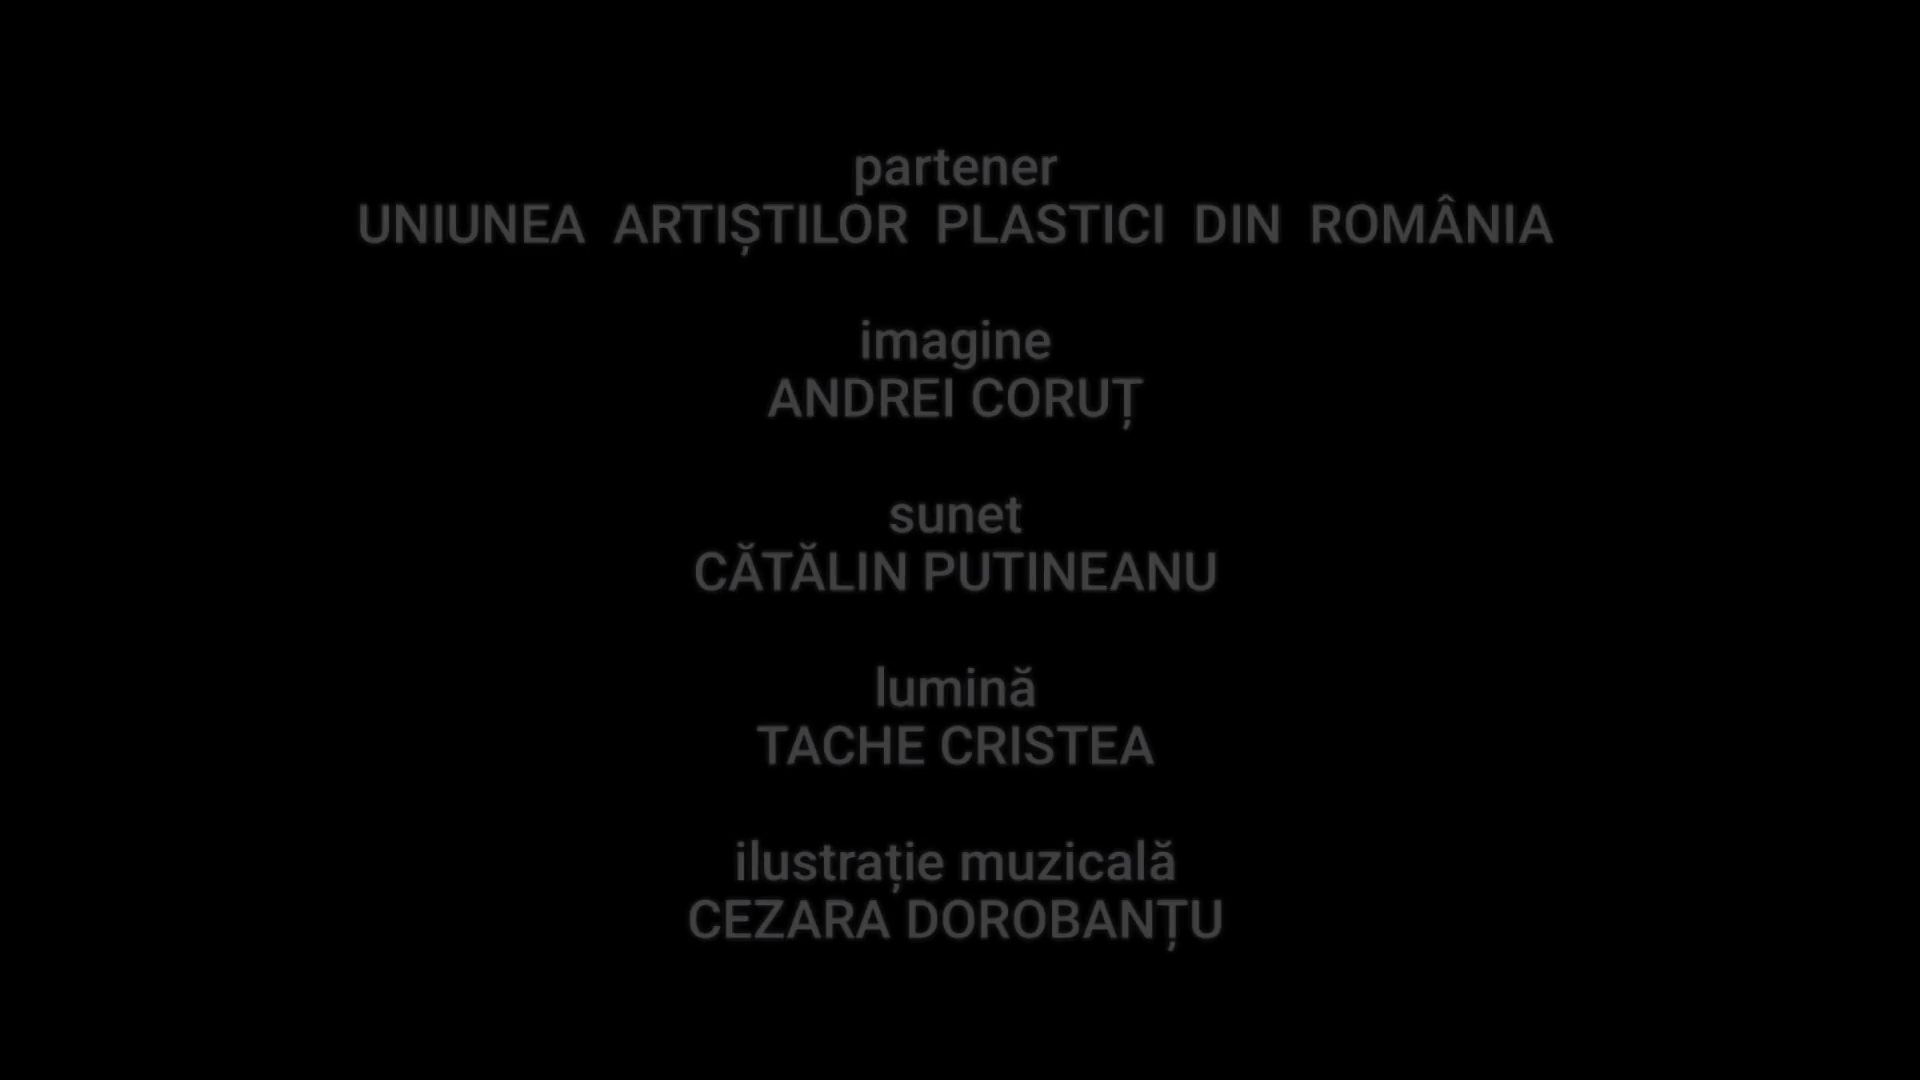 partener
UNIUNEA ARTIȘTILOR PLASTICI DIN ROMÂNIA
imagine
ANDREI CORUȚ
sunet
CĂTĂLIN PUTINEANU
lumină
TACHE CRISTEA
ilustrație muzicală
CEZARA DOROBANȚU